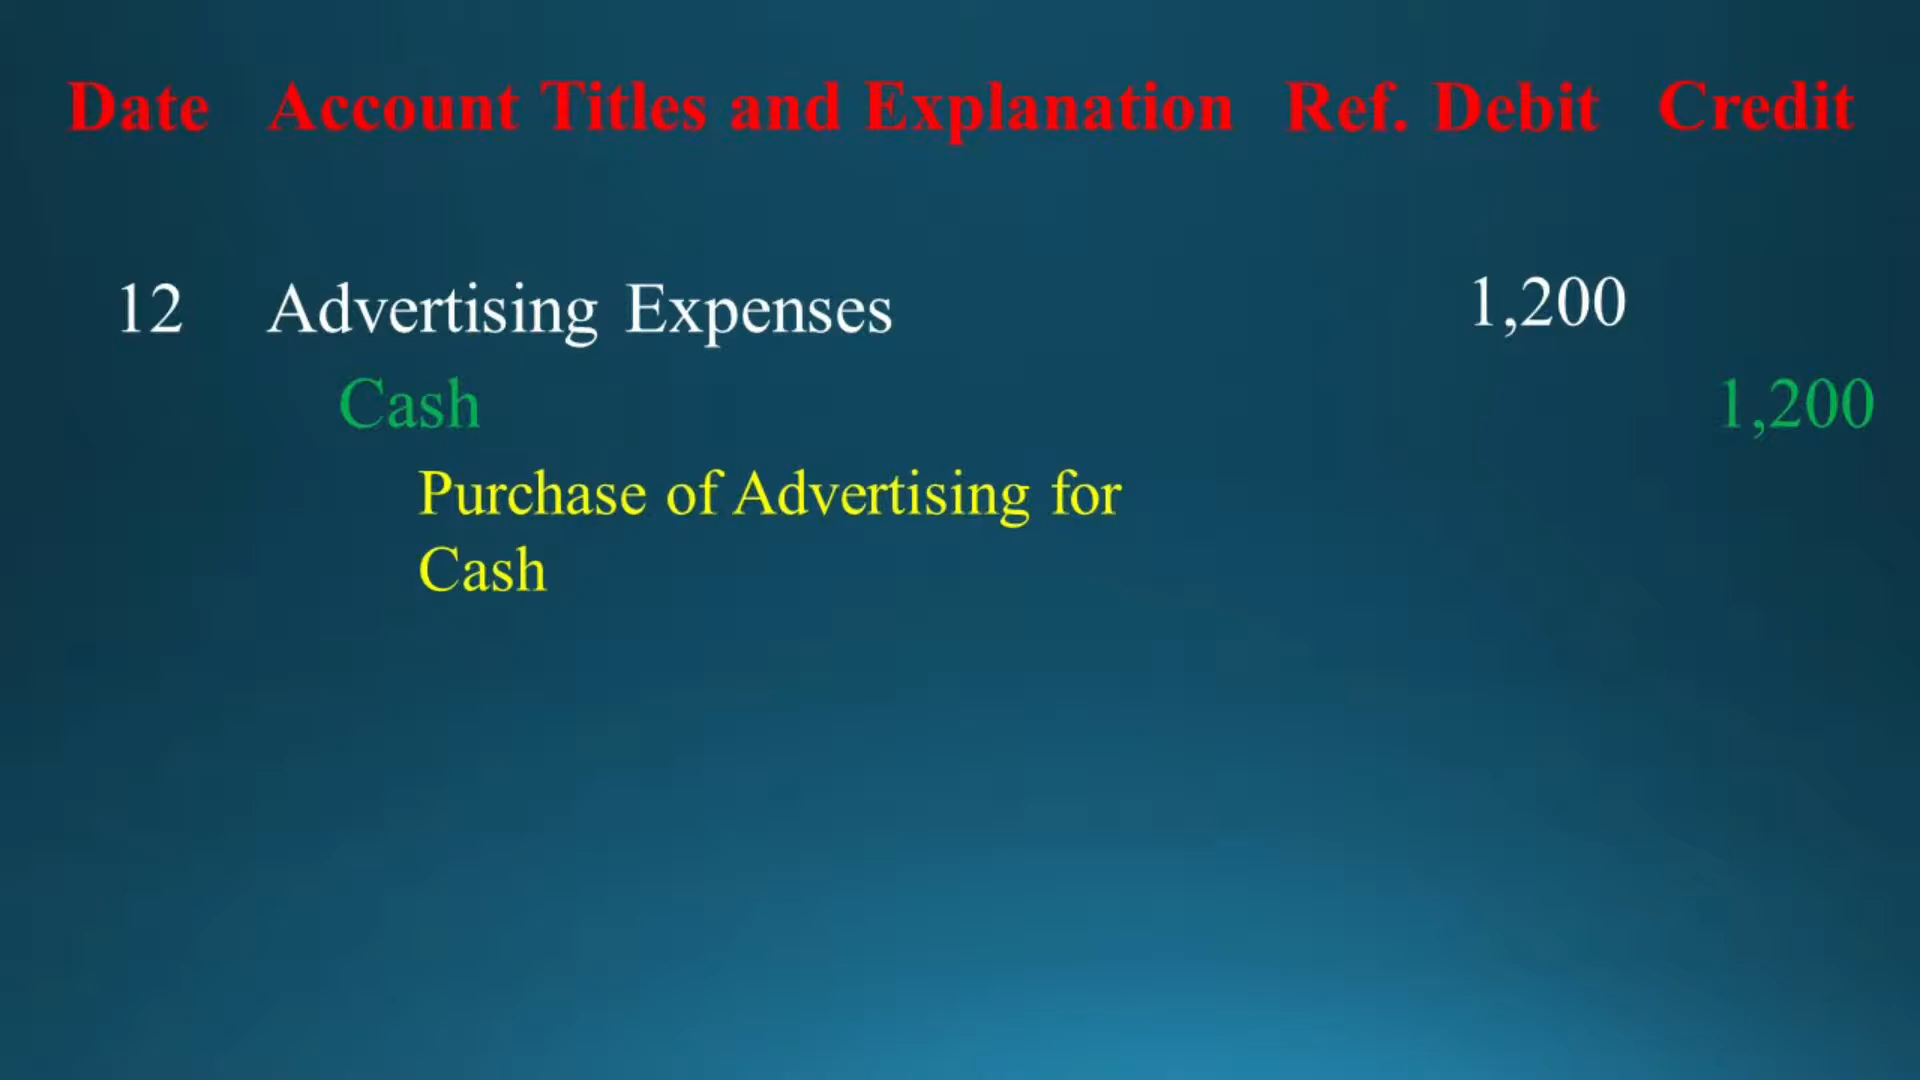 Date Account Titles and Explanation Ref. Debit Credit
12 Advertising Expenses 1,200
Cash 1,200
Purchase of Advertising for
Cash